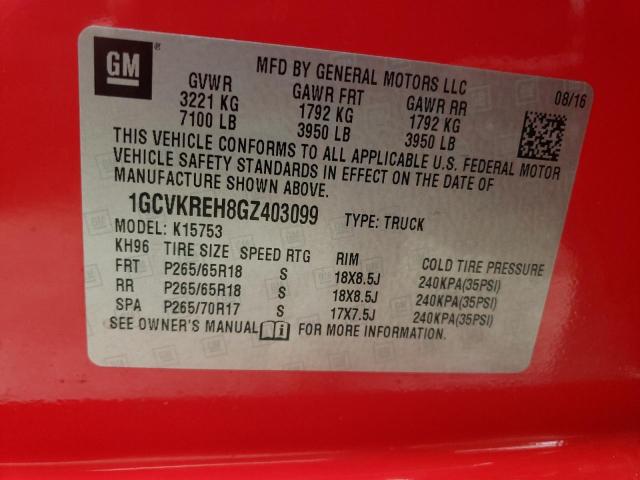 GM
MFD BY GENERAL MOTORS LLC
08/16
GVWR GAWR FRT GAWR RR
3221 KG 1792 KG 1792 KG
7100 LB 3950 LB 3950 LB
THIS VEHICLE CONFORMS TO ALL APPLICABLE U.S. FEDERAL MOTOR
VEHICLE SAFETY STANDARDS IN EFFECT ON THE DATE OF
MANUFACTURE SHOWN ABOVE.
1GCVKREH8GZ403099 TYPE: TRUCK
MODEL: K15753
KH96 TIRE SIZE SPEED RTG RIM COLD TIRE PRESSURE
FRT P265/65R18 S 18X8.5J 240KPA(35PSI)
RR P265/65R18 S 18X8.5J 240KPA(35PSI)
SPA P265/70R17 S 17X7.5J 240KPA(35PSI)
SEE OWNER'S MANUAL FOR MORE INFORMATION.